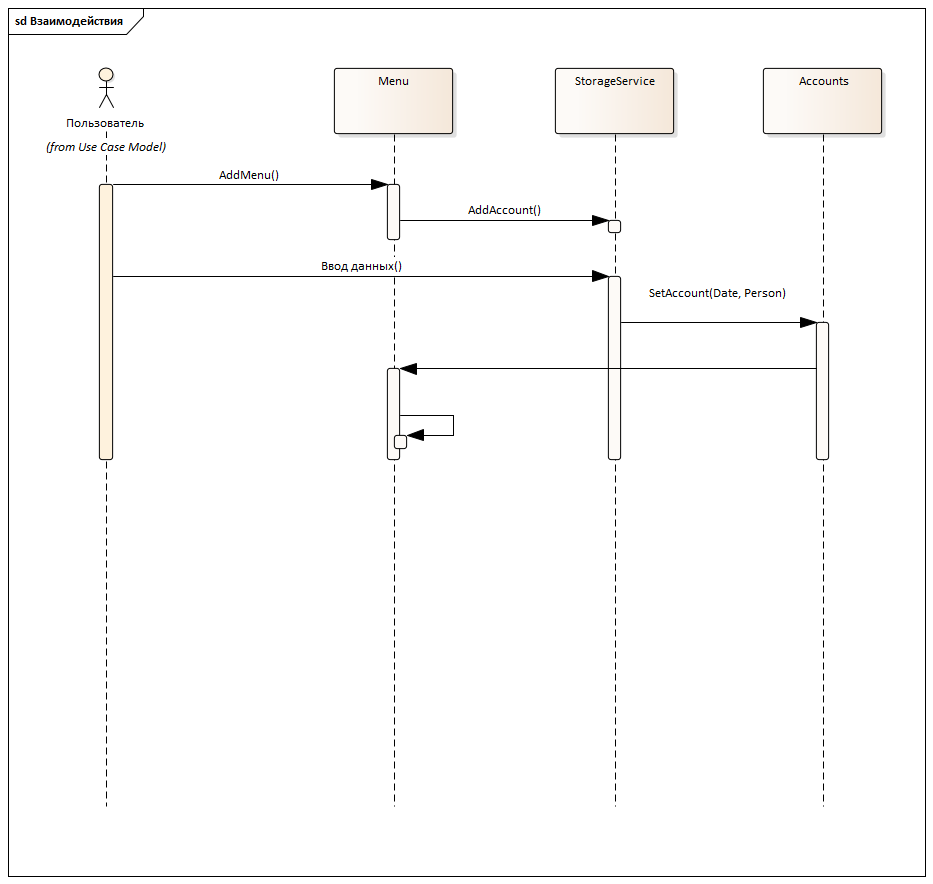 sd Взаимодействия
Menu
StorageService
Accounts
Пользователь
(from Use Case Model)
AddMenu()
AddAccount()
Ввод данных()
SetAccount(Date, Person)